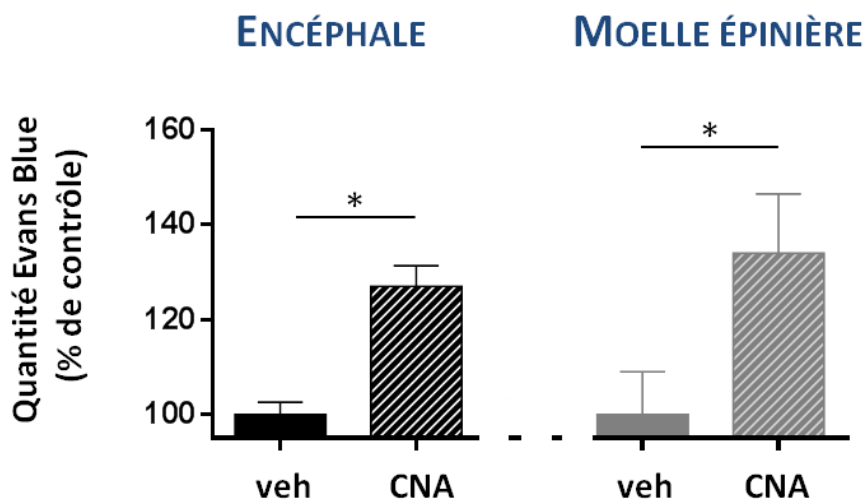 ENCÉPHALE
MOELLE ÉPINIÈRE
Quantité Evans Blue
(% de contrôle)
160
140
120
100
*
*
veh
CNA
veh
CNA